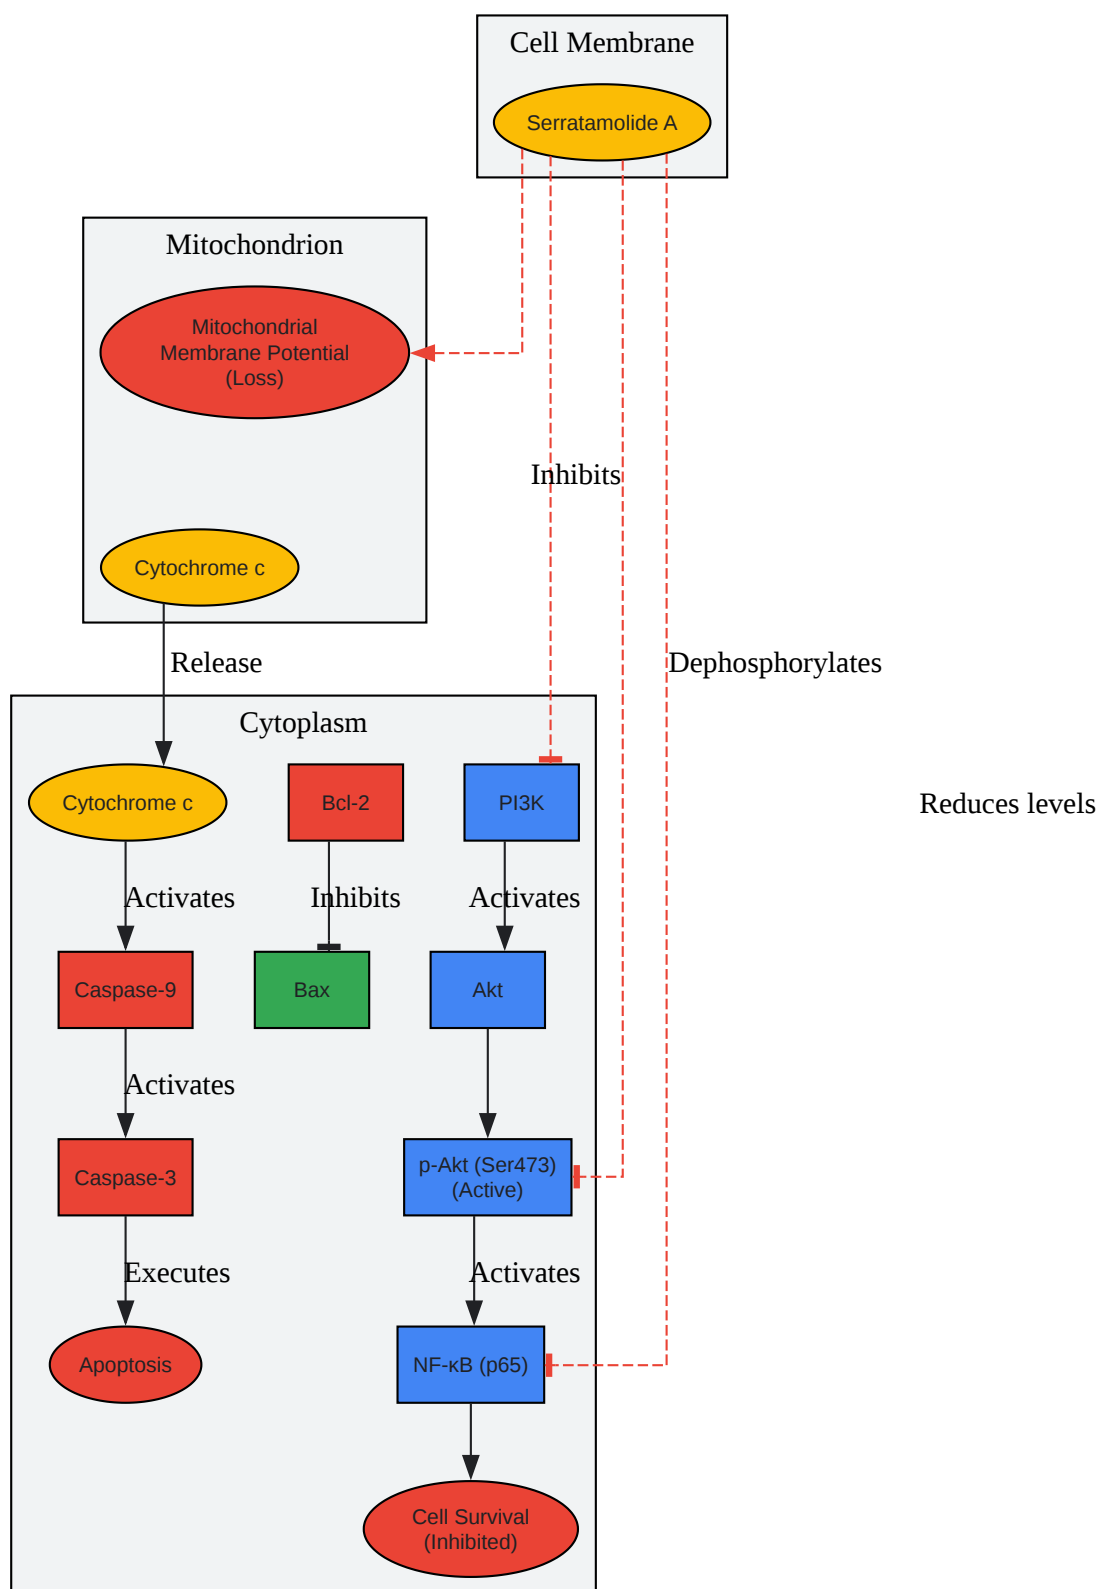 Cell Membrane
Serratamolide A
Mitochondrion
Mitochondrial
Membrane Potential
(Loss)
Inhibits
Cytochrome c
Release
Dephosphorylates
Cytoplasm
Cytochrome c
Bcl-2
PI3K
Reduces levels
Activates
Inhibits
Activates
Caspase-9
Bax
Akt
Activates
Caspase-3
p-Akt (Ser473)
(Active)
Executes
Activates
Apoptosis
NF-κB (p65)
Cell Survival
(Inhibited)